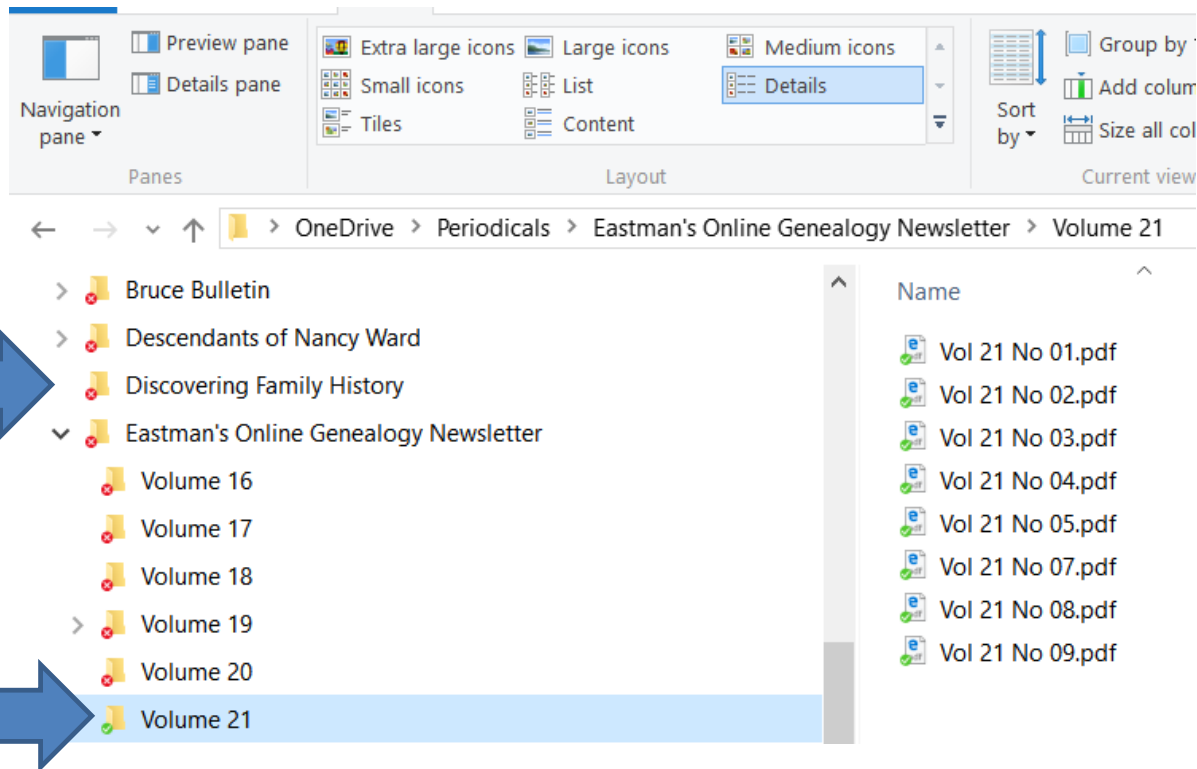 Navigation pane
Preview pane
Details pane
Panes
Extra large icons Large icons Medium icons
Small icons List Details
Tiles Content
Layout
Sort by
Group by
Add colum
Size all col
Current view
OneDrive > Periodicals > Eastman's Online Genealogy Newsletter > Volume 21
Bruce Bulletin
Descendants of Nancy Ward
Discovering Family History
Eastman's Online Genealogy Newsletter
Volume 16
Volume 17
Volume 18
Volume 19
Volume 20
Volume 21
Name
Vol 21 No 01.pdf
Vol 21 No 02.pdf
Vol 21 No 03.pdf
Vol 21 No 04.pdf
Vol 21 No 05.pdf
Vol 21 No 07.pdf
Vol 21 No 08.pdf
Vol 21 No 09.pdf